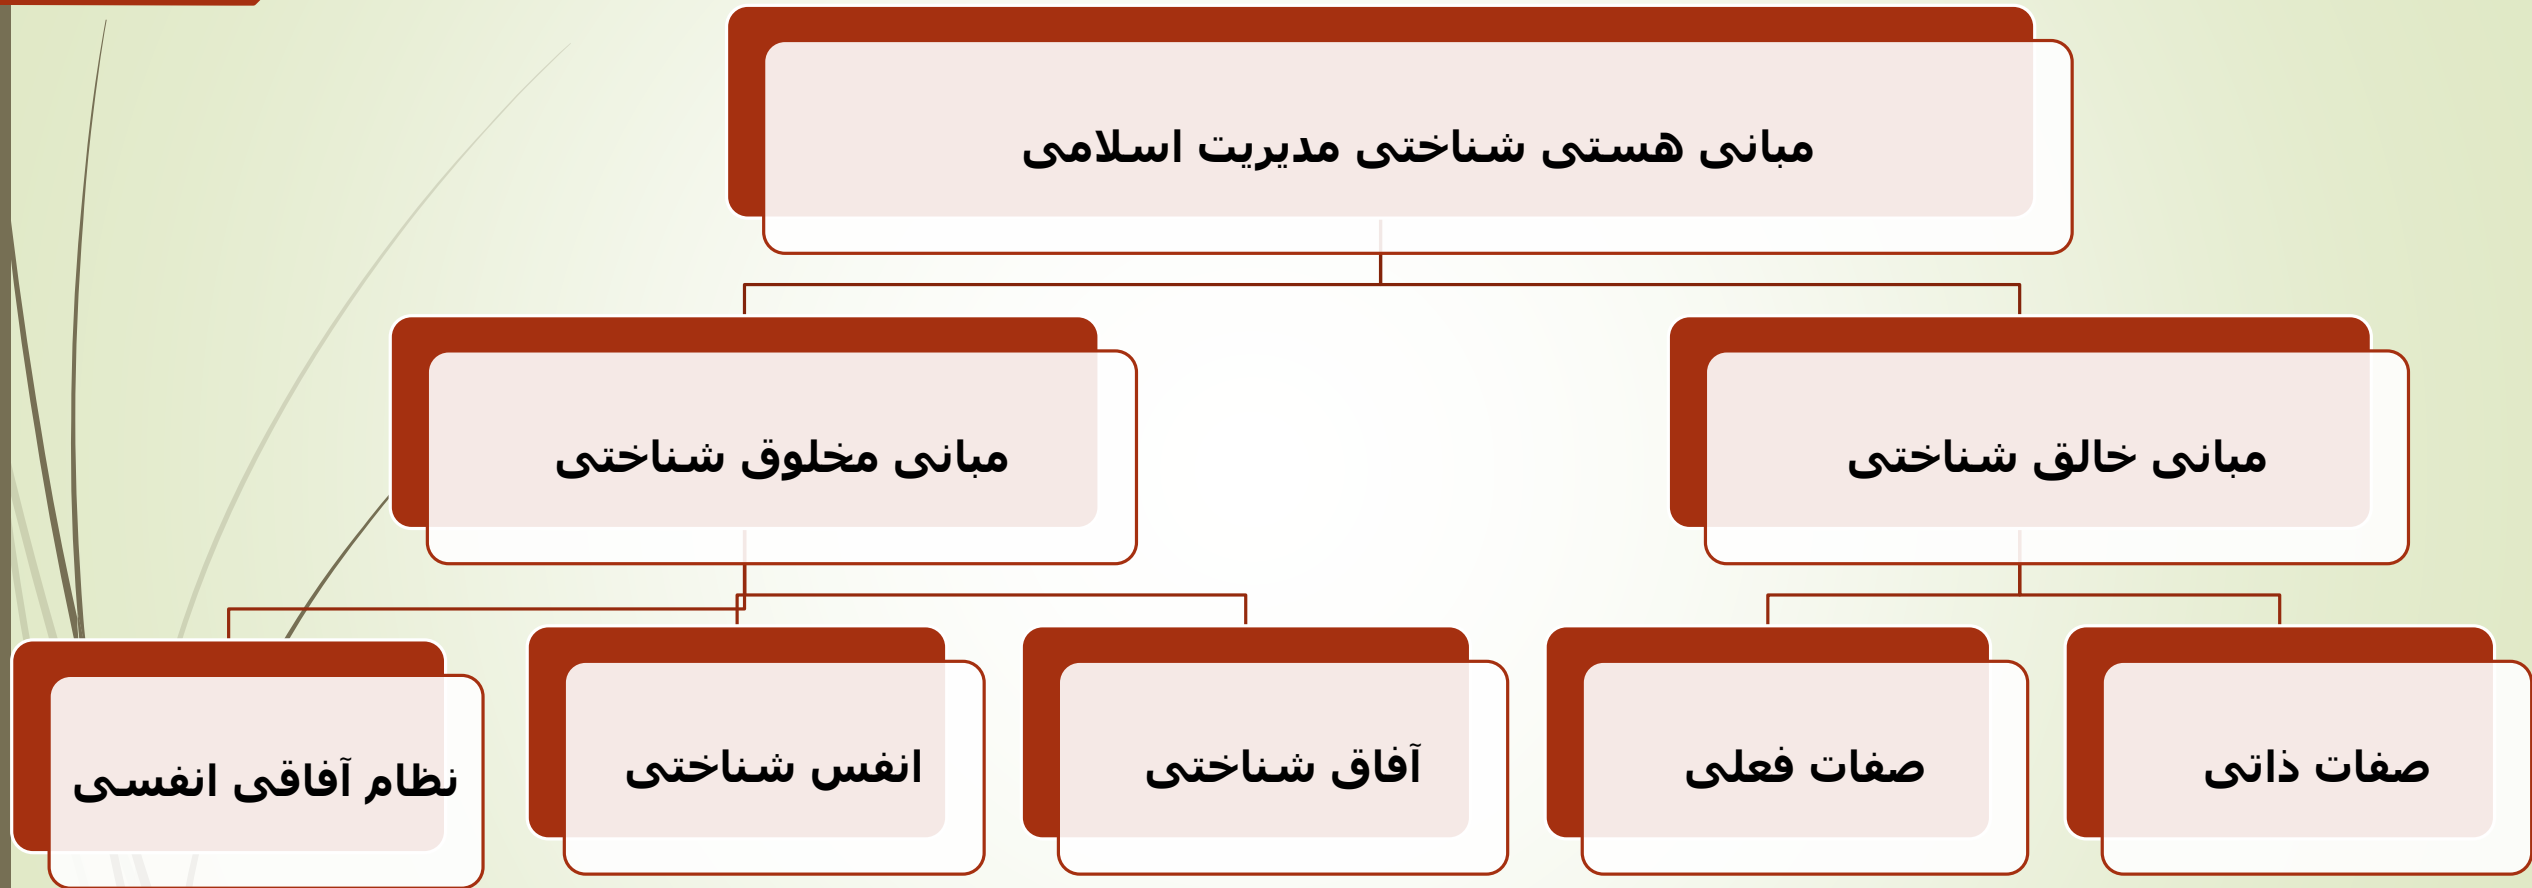 مبانی هستی شناختی مدیریت اسلامی
مبانی خالق شناختی
مبانی مخلوق شناختی
صفات ذاتی
صفات فعلی
آفاق شناختی
انفس شناختی
نظام آفاقی انفسی